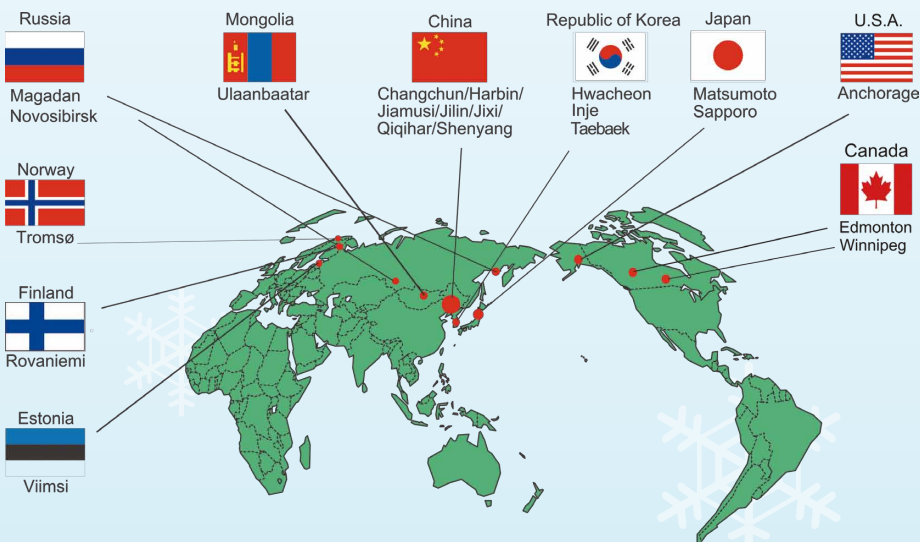 Russia
Magadan
Novosibirsk
Mongolia
Ulaanbaatar
China
Changchun/Harbin/
Jiamusi/Jilin/Jixi/
Qiqihar/Shenyang
Republic of Korea
Hwacheon
Inje
Taebaek
Japan
Matsumoto
Sapporo
U.S.A.
Anchorage
Canada
Edmonton
Winnipeg
Norway
Tromsø
Finland
Rovaniemi
Estonia
Viimsi